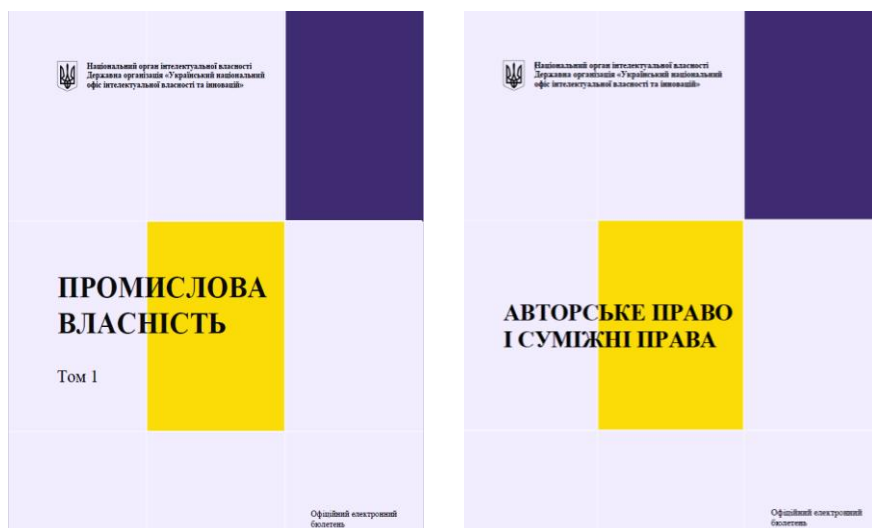 Національний орган інтелектуальної власності
Державна організація «Український національний
офіс інтелектуальної власності та інновацій»
ПРОМИСЛОВА
ВЛАСНІСТЬ
Том 1
Офіційний електронний
бюлетень
Національний орган інтелектуальної власності
Державна організація «Український національний
офіс інтелектуальної власності та інновацій»
АВТОРСЬКЕ ПРАВО
І СУМІЖНІ ПРАВА
Офіційний електронний
бюлетень